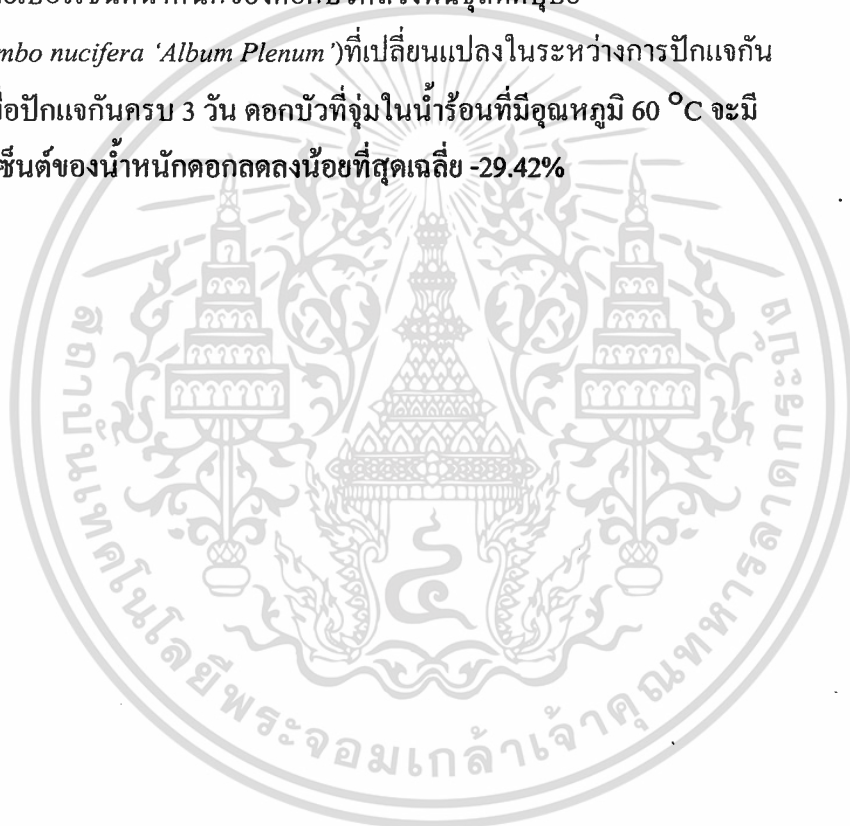 mbo nucifera ‘Album Plenum’)ที่เปลี่ยนแปลงในระหว่างการปักแจกัน
ื่อปักแจกันครบ 3 วัน ดอกบัวที่จุ่มในน้ำร้อนที่มีอุณหภูมิ 60 °C จะมี
ซ็นต์ของน้ำหนักดอกลดลงน้อยที่สุดเฉลี่ย -29.42%
สถาบันเทคโนโลยีพระจอมเกล้าเจ้าคุณทหารลาดกระบัง